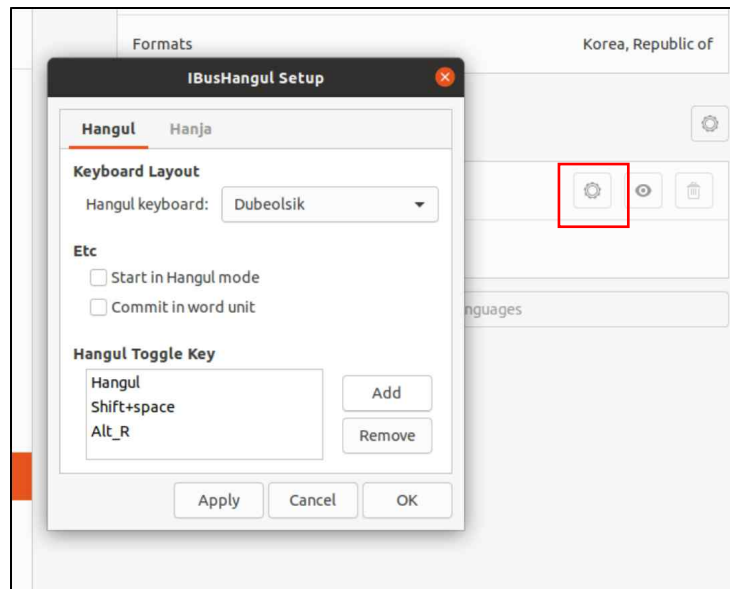 Formats
Korea, Republic of
IBusHangul Setup
Hangul
Hanja
Keyboard Layout
Hangul keyboard:
Dubeolsik
Etc
Start in Hangul mode
Commit in word unit
nguages
Hangul Toggle Key
Hangul
Shift+space
Alt_R
Add
Remove
Apply
Cancel
OK